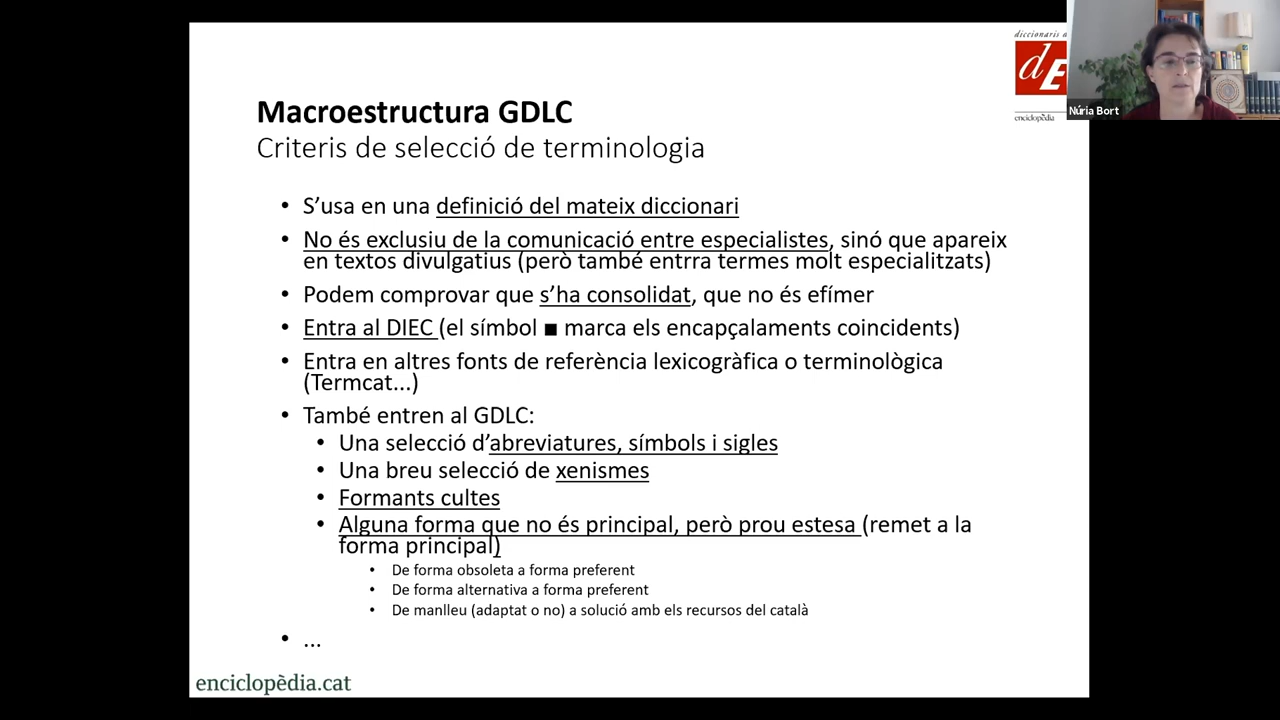 diccionaris d
dE
enciclopèdia
Núria Bort
Macroestructura GDLC
Criteris de selecció de terminologia
• S’usa en una definició del mateix diccionari
• No és exclusiu de la comunicació entre especialistes, sinó que apareix
en textos divulgatius (però també entrra termes molt especialitzats)
• Podem comprovar que s’ha consolidat, que no és efímer
• Entra al DIEC (el símbol ■ marca els encapçalaments coincidents)
• Entra en altres fonts de referència lexicogràfica o terminològica
(Termcat...)
• També entren al GDLC:
• Una selecció d’abreviatures, símbols i sigles
• Una breu selecció de xenismes
• Formants cultes
• Alguna forma que no és principal, però prou estesa (remet a la
forma principal)
• De forma obsoleta a forma preferent
• De forma alternativa a forma preferent
• De manlleu (adaptat o no) a solució amb els recursos del català
• ...
enciclopèdia.cat